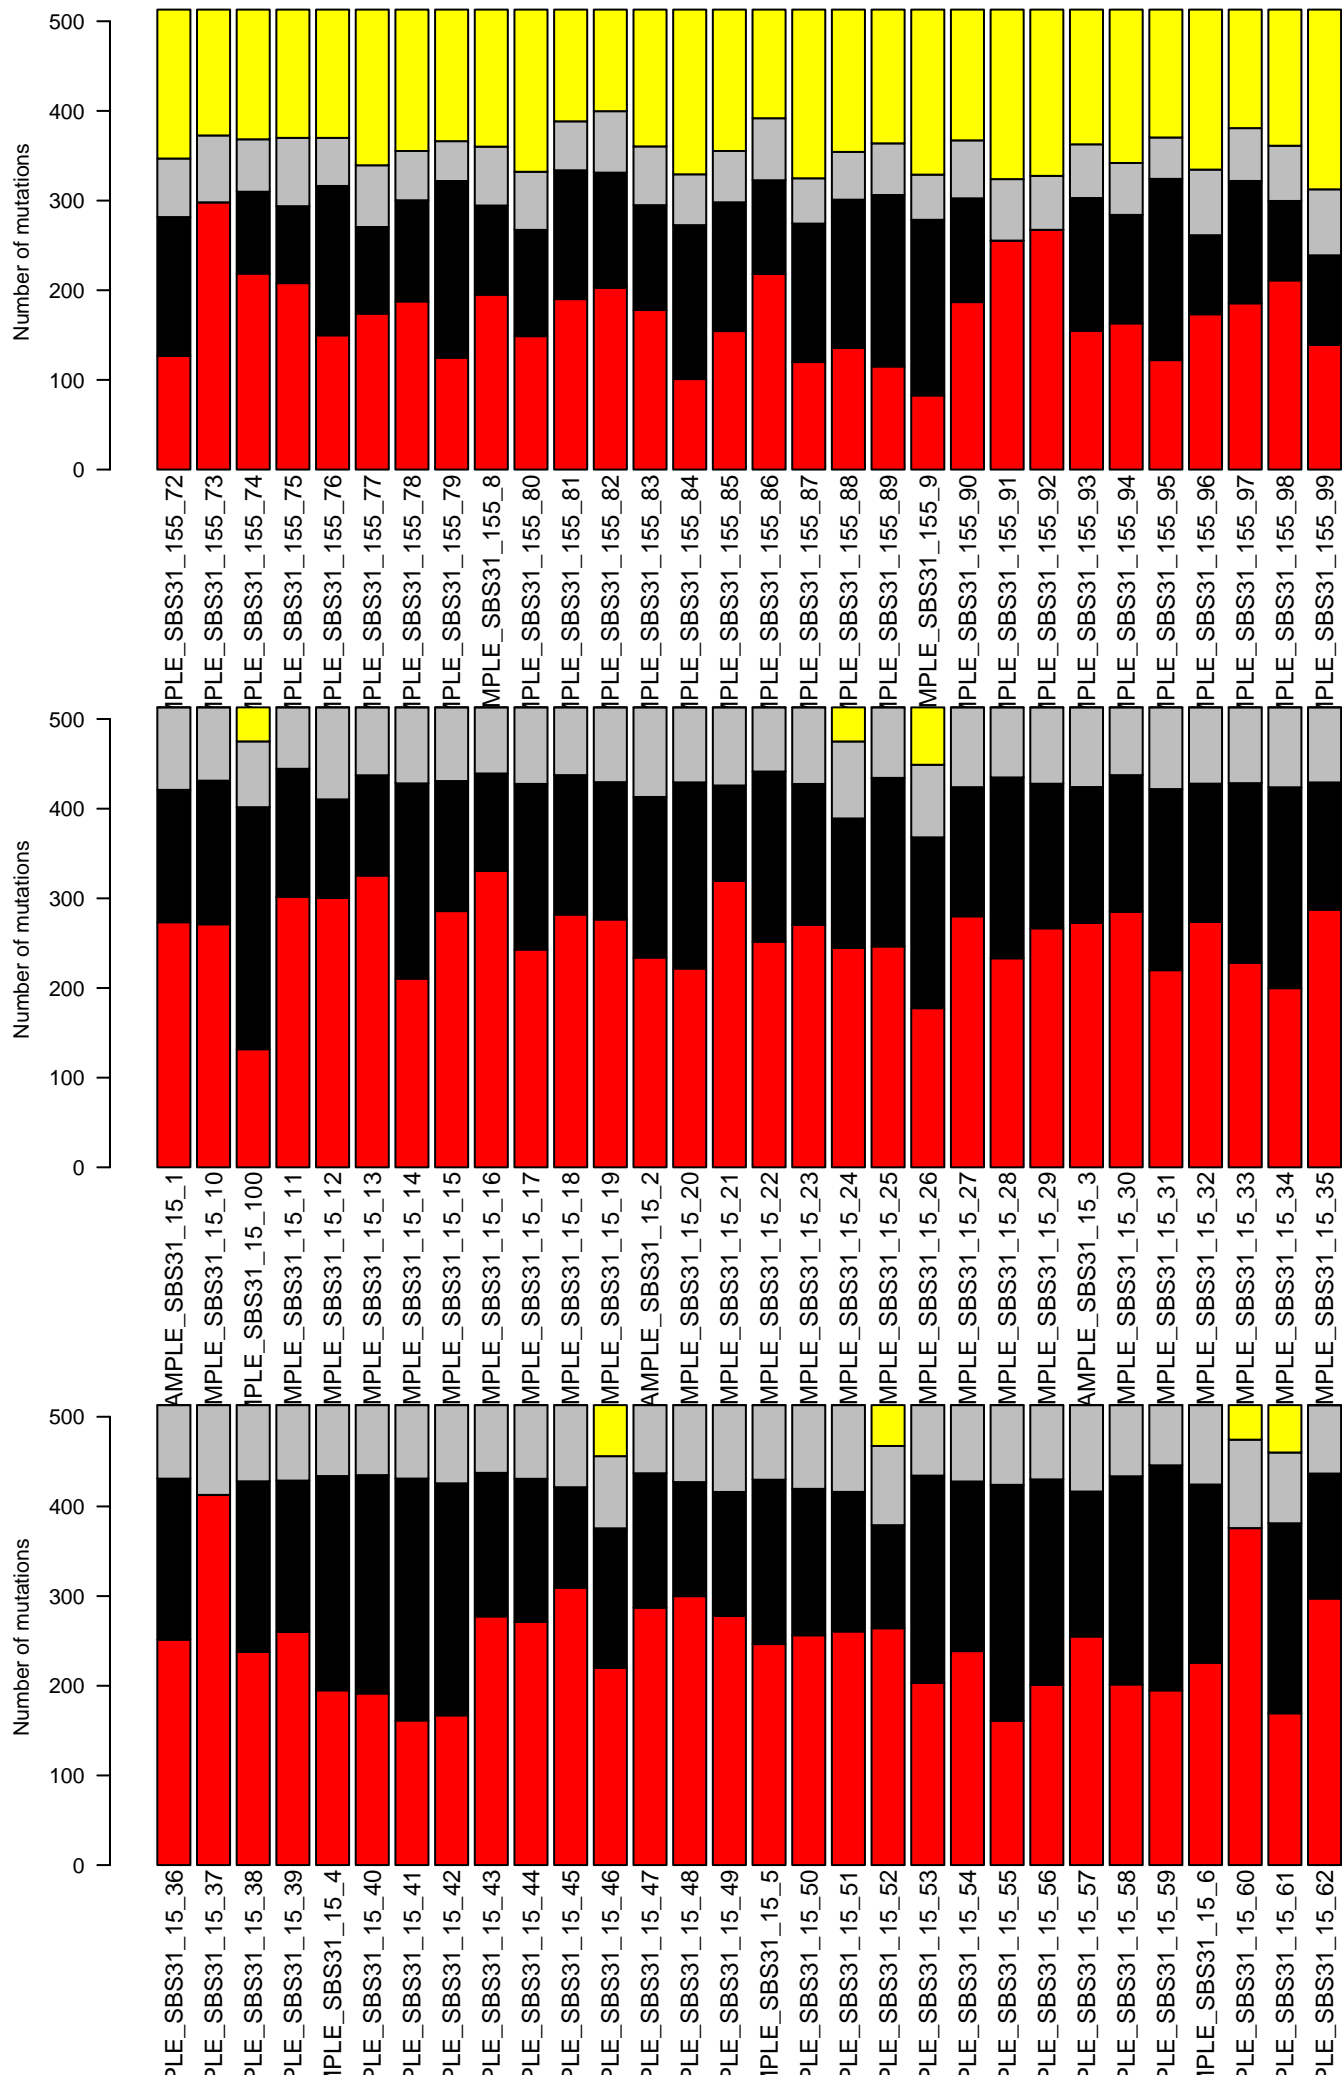 Number of mutations
500
400
300
200
100
0
MPLE_SBS31_155_72
MPLE_SBS31_155_73
MPLE_SBS31_155_74
MPLE_SBS31_155_75
MPLE_SBS31_155_76
MPLE_SBS31_155_77
MPLE_SBS31_155_78
MPLE_SBS31_155_79
MPLE_SBS31_155_8
MPLE_SBS31_155_80
MPLE_SBS31_155_81
MPLE_SBS31_155_82
MPLE_SBS31_155_83
MPLE_SBS31_155_84
MPLE_SBS31_155_85
MPLE_SBS31_155_86
MPLE_SBS31_155_87
MPLE_SBS31_155_88
MPLE_SBS31_155_89
MPLE_SBS31_155_9
MPLE_SBS31_155_90
MPLE_SBS31_155_91
MPLE_SBS31_155_92
MPLE_SBS31_155_93
MPLE_SBS31_155_94
MPLE_SBS31_155_95
MPLE_SBS31_155_96
MPLE_SBS31_155_97
MPLE_SBS31_155_98
MPLE_SBS31_155_99
Number of mutations
500
400
300
200
100
0
AMPLE_SBS31_15_1
MPLE_SBS31_15_10
MPLE_SBS31_15_100
MPLE_SBS31_15_11
MPLE_SBS31_15_12
MPLE_SBS31_15_13
MPLE_SBS31_15_14
MPLE_SBS31_15_15
MPLE_SBS31_15_16
MPLE_SBS31_15_17
MPLE_SBS31_15_18
MPLE_SBS31_15_19
AMPLE_SBS31_15_2
MPLE_SBS31_15_20
MPLE_SBS31_15_21
MPLE_SBS31_15_22
MPLE_SBS31_15_23
MPLE_SBS31_15_24
MPLE_SBS31_15_25
MPLE_SBS31_15_26
MPLE_SBS31_15_27
MPLE_SBS31_15_28
MPLE_SBS31_15_29
AMPLE_SBS31_15_3
MPLE_SBS31_15_30
MPLE_SBS31_15_31
MPLE_SBS31_15_32
MPLE_SBS31_15_33
MPLE_SBS31_15_34
MPLE_SBS31_15_35
Number of mutations
500
400
300
200
100
0
PLE_SBS31_15_36
PLE_SBS31_15_37
PLE_SBS31_15_38
PLE_SBS31_15_39
MPLE_SBS31_15_4
PLE_SBS31_15_40
PLE_SBS31_15_41
PLE_SBS31_15_42
PLE_SBS31_15_43
PLE_SBS31_15_44
PLE_SBS31_15_45
PLE_SBS31_15_46
PLE_SBS31_15_47
PLE_SBS31_15_48
PLE_SBS31_15_49
MPLE_SBS31_15_5
PLE_SBS31_15_50
PLE_SBS31_15_51
PLE_SBS31_15_52
PLE_SBS31_15_53
PLE_SBS31_15_54
PLE_SBS31_15_55
PLE_SBS31_15_56
PLE_SBS31_15_57
PLE_SBS31_15_58
PLE_SBS31_15_59
MPLE_SBS31_15_6
PLE_SBS31_15_60
PLE_SBS31_15_61
PLE_SBS31_15_62